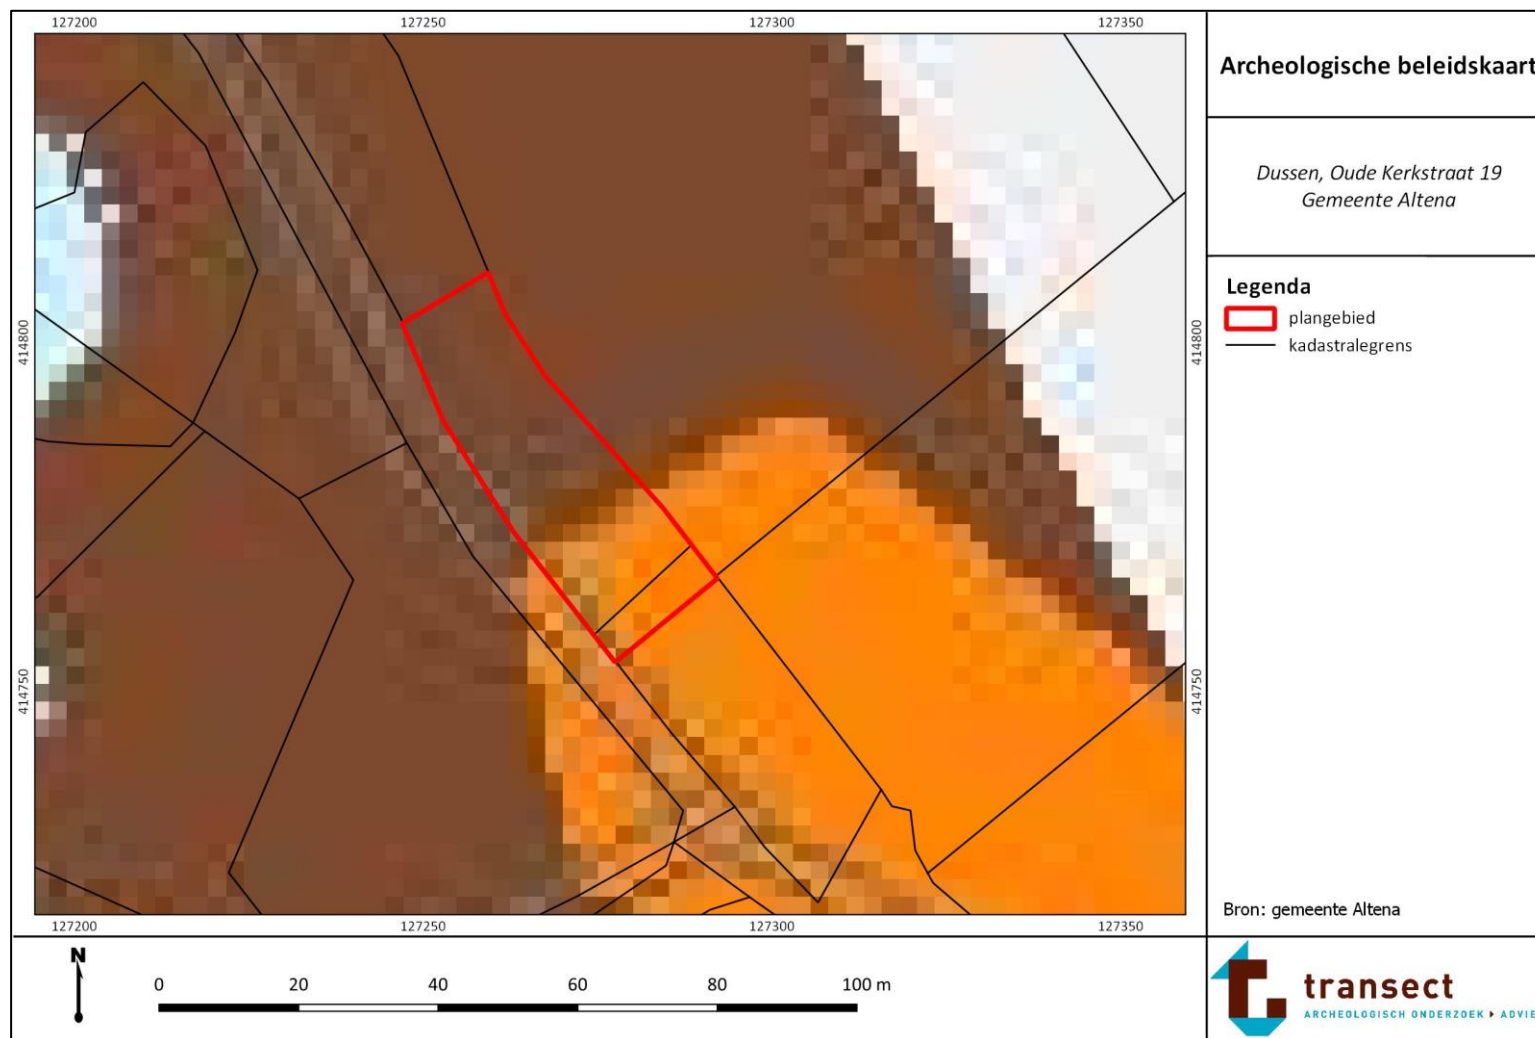 127200 127250 127300 127350
414800 414800
414750 414750
127200 127250 127300 127350
Archeologische beleidskaart
Dussen, Oude Kerkstraat 19
Gemeente Altena
Legenda
plangebied
kadastralegrens
Bron: gemeente Altena
N
0 20 40 60 80 100 m
transect
ARCHEOLOGISCH ONDERZOEK ▸ ADVIE